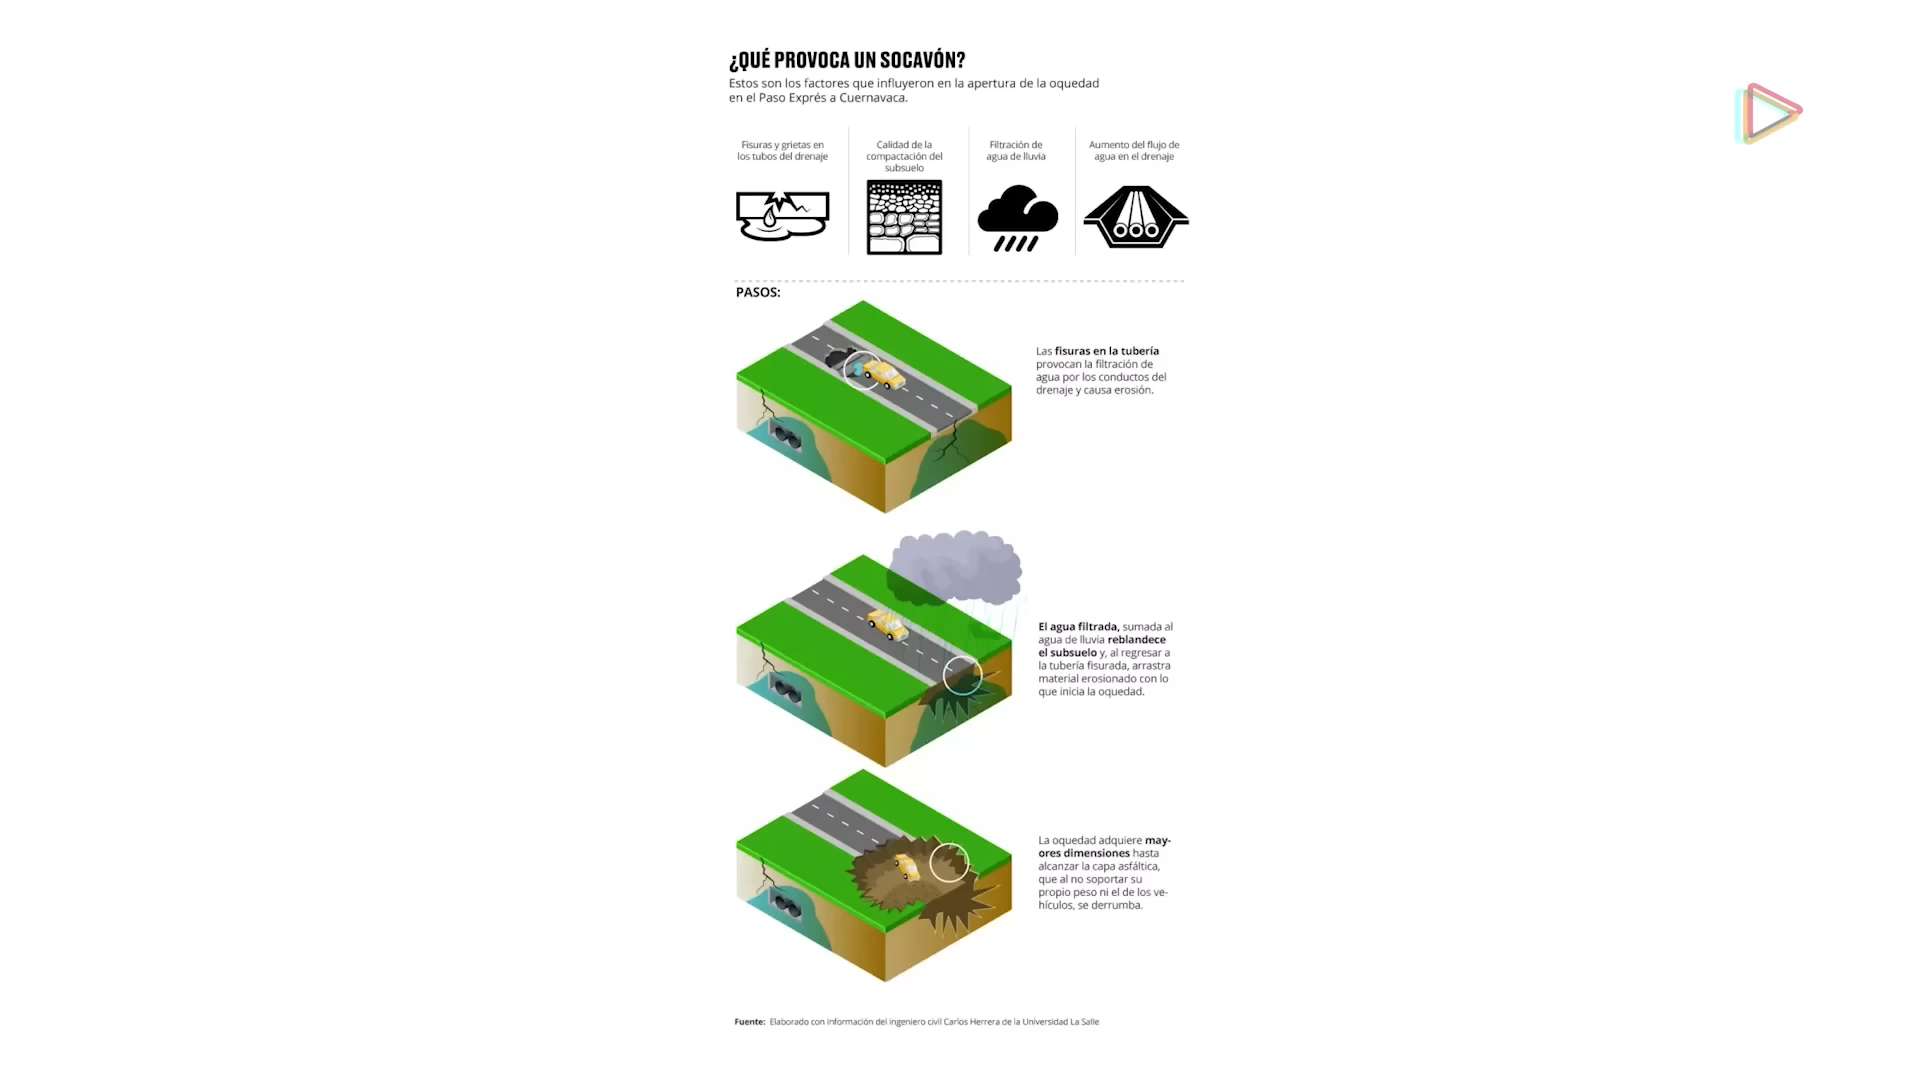 ¿QUÉ PROVOCA UN SOCAVÓN?
Estos son los factores que influyeron en la apertura de la oquedad
en el Paso Exprés a Cuernavaca.
Fisuras y grietas en
los tubos del drenaje
Calidad de la
compactación del
subsuelo
Filtración de
agua de lluvia
Aumento del flujo de
agua en el drenaje
PASOS:
Las fisuras en la tubería
provocan la filtración de
agua por los conductos del
drenaje y causa erosión.
El agua filtrada, sumada al
agua de lluvia reblandece
el subsuelo y, al regresar a
la tubería fisurada, arrastra
material erosionado con lo
que inicia la oquedad.
La oquedad adquiere may-
ores dimensiones hasta
alcanzar la capa asfáltica,
que al no soportar su
propio peso ni el de los ve-
hículos, se derrumba.
Fuente: Elaborado con información del ingeniero civil Carlos Herrera de la Universidad La Salle